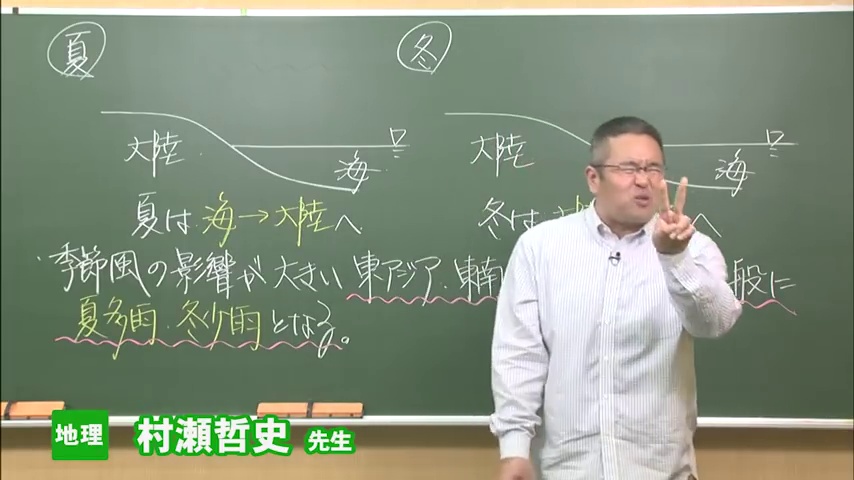 夏
冬
大陸
海
大陸
海
夏は 海→大陸へ
冬は 大 へ
・季節風の影響が大きい 東アジア・東南 般に
夏多雨・冬少雨となる。
地理 村瀬哲史 先生